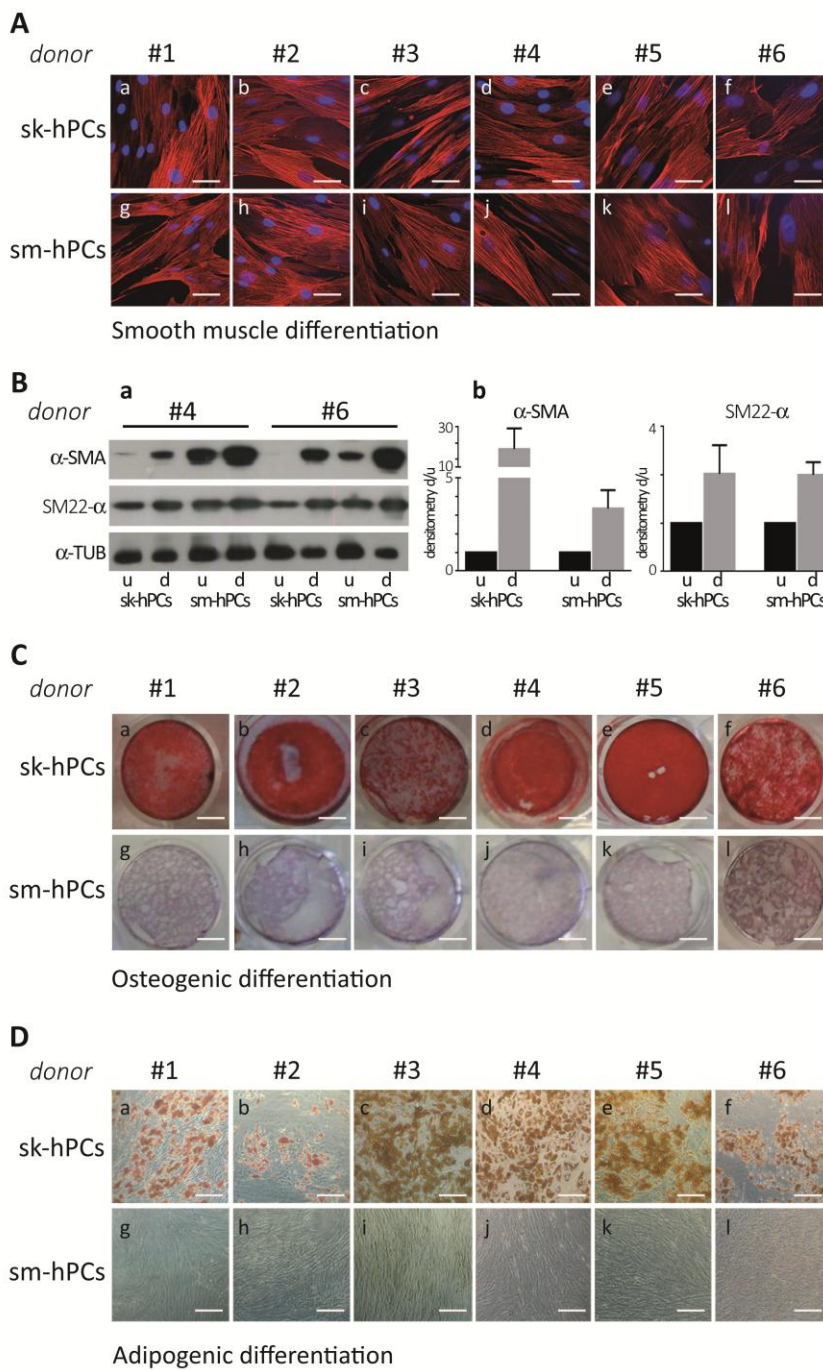 A
donor #1 #2 #3 #4 #5 #6
a b c d e f
sk-hPCs
g h i j k l
sm-hPCs
Smooth muscle differentiation
B a b
donor #4 #6
α-SMA
SM22-α
α-TUB
u d u d u d u d
sk-hPCs sm-hPCs sk-hPCs sm-hPCs
α-SMA
densitometry d/u
30
10
5
0
u d u d
sk-hPCs sm-hPCs
SM22-α
densitometry d/u
4
2
0
u d u d
sk-hPCs sm-hPCs
C
donor #1 #2 #3 #4 #5 #6
a b c d e f
sk-hPCs
g h i j k l
sm-hPCs
Osteogenic differentiation
D
donor #1 #2 #3 #4 #5 #6
a b c d e f
sk-hPCs
g h i j k l
sm-hPCs
Adipogenic differentiation